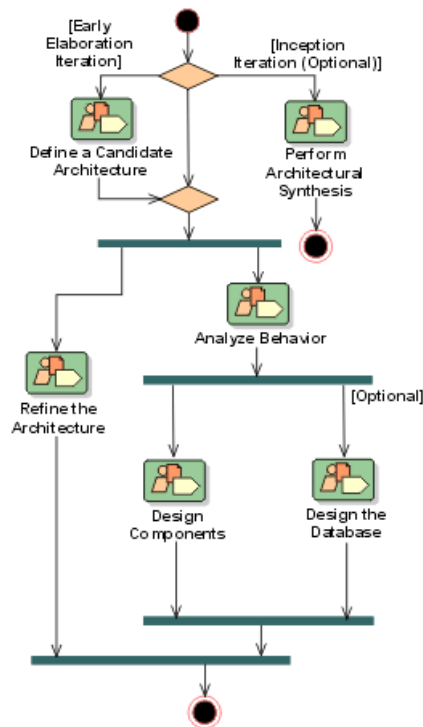 [Early
Elaboration
Iteration]
[Inception
Iteration (Optional)]
Define a Candidate
Architecture
Perform
Architectural
Synthesis
Analyze Behavior
Refine the
Architecture
[Optional]
Design
Components
Design the
Database